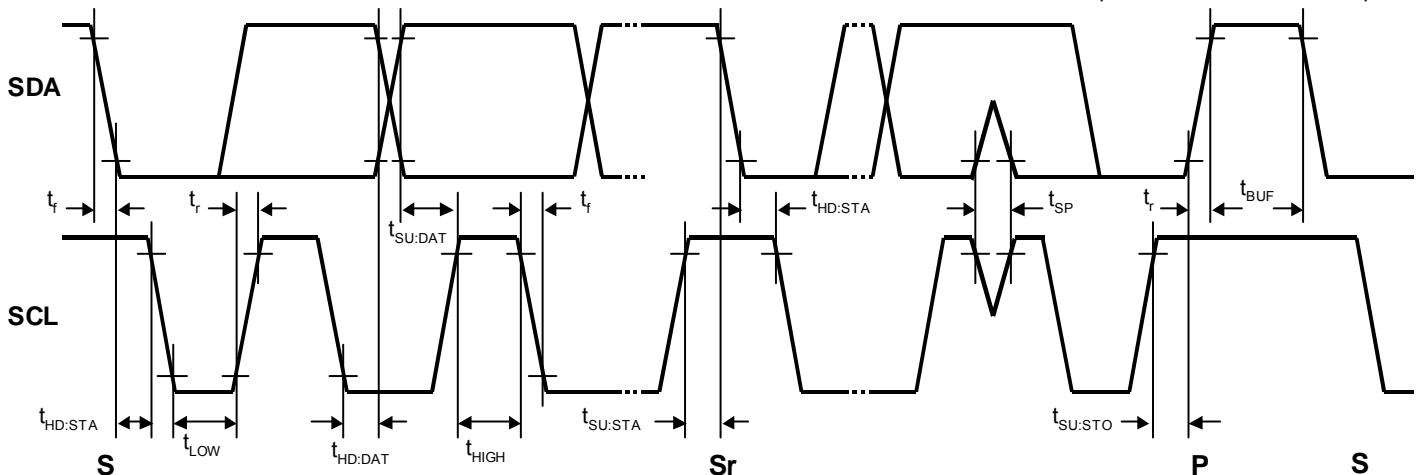 SDA
t_f t_r t_SU:DAT t_f t_HD:STA t_SP t_r t_BUF
SCL
t_HD:STA t_LOW t_HD:DAT t_HIGH t_SU:STA t_SU:STO
S Sr P S